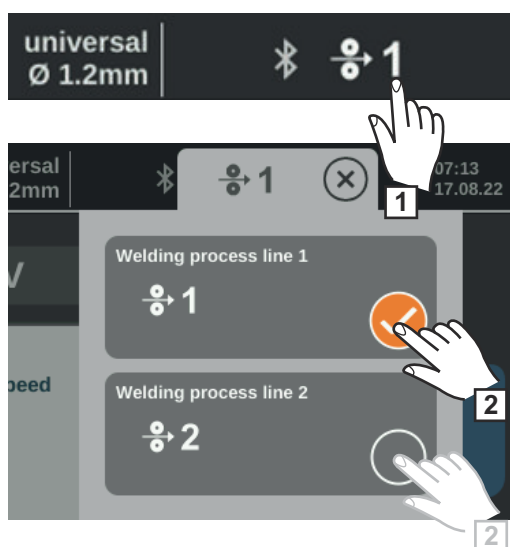 universal
Ø 1.2mm
1
1
ersal
2mm
1
07:13
17.08.22
V
Welding process line 1
1
2
peed
Welding process line 2
2
2